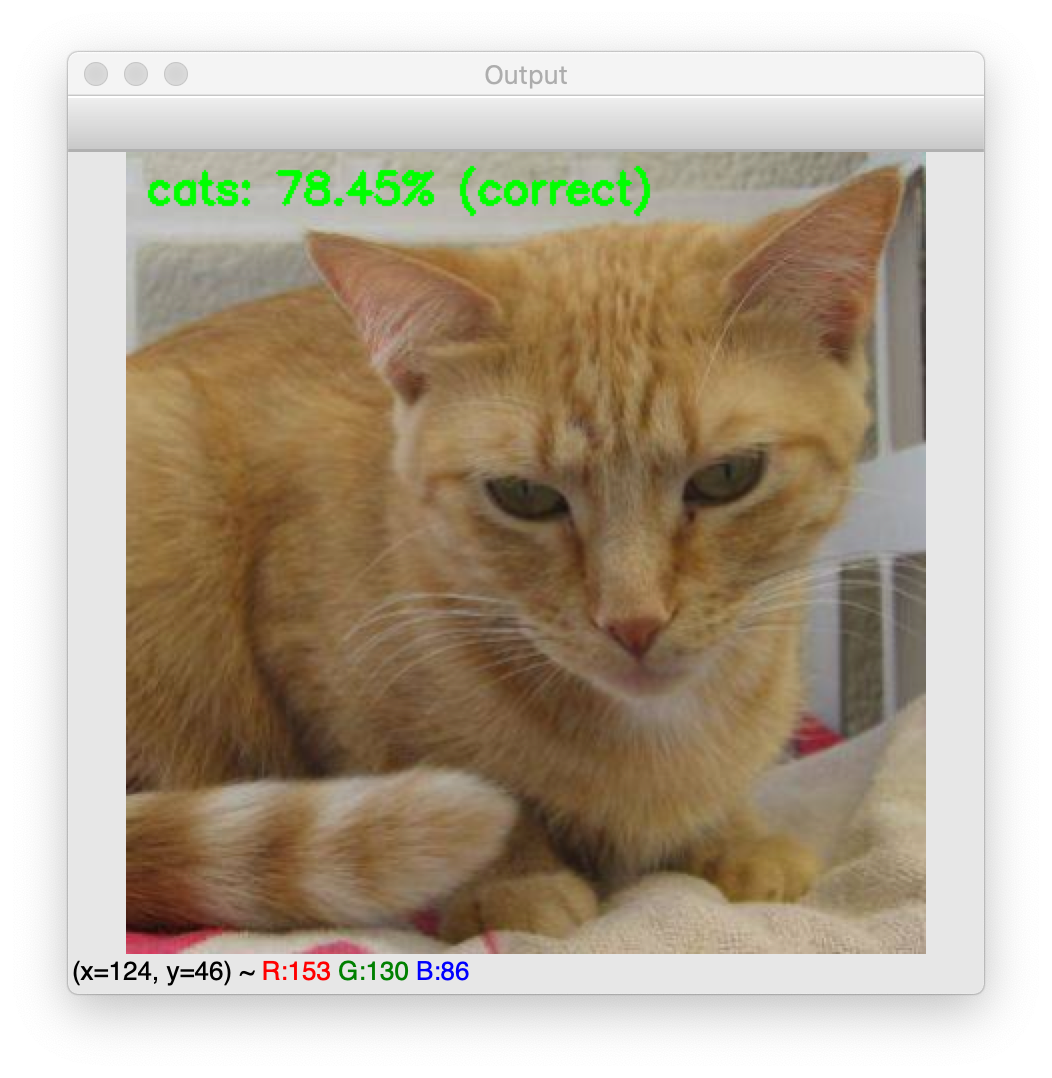 Output
cats: 78.45% (correct)
(x=124, y=46) ~ R:153 G:130 B:86